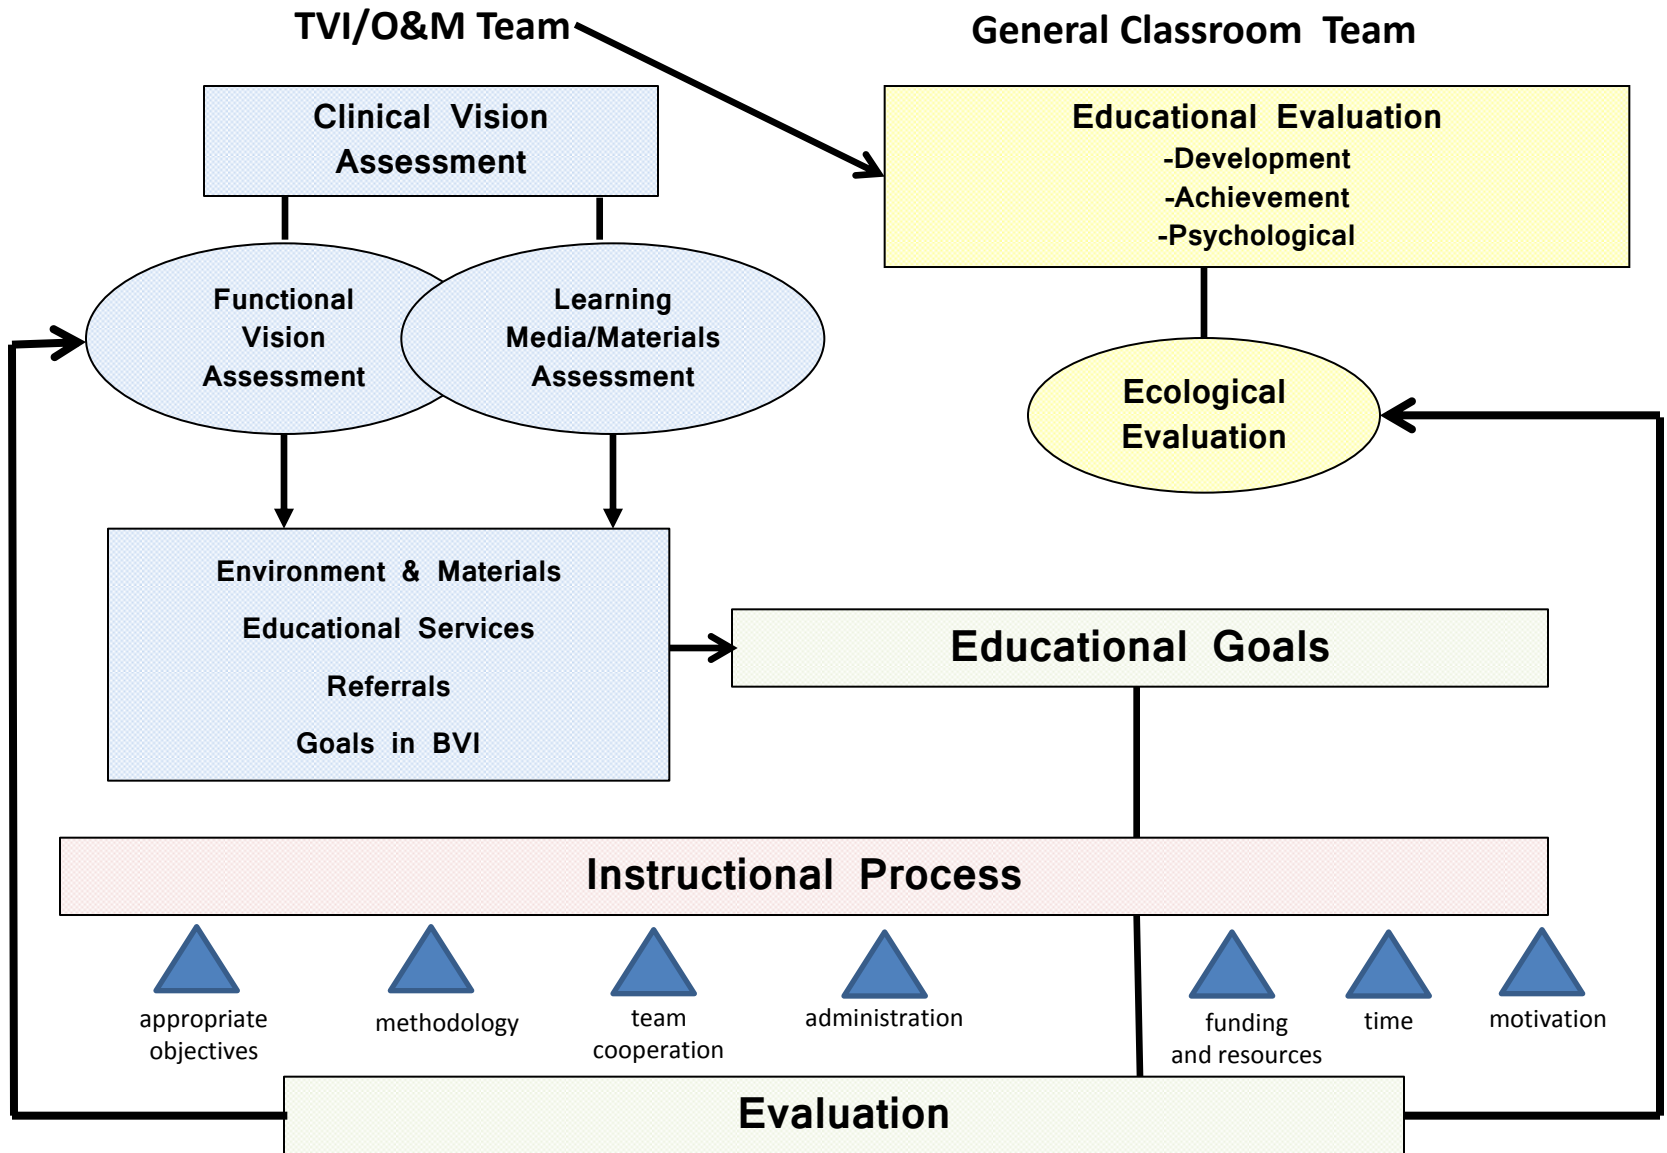 TVI/O&M Team
General Classroom Team
Clinical Vision
Assessment
Educational Evaluation
-Development
-Achievement
-Psychological
Functional
Vision
Assessment
Learning
Media/Materials
Assessment
Ecological
Evaluation
Environment & Materials
Educational Services
Referrals
Goals in BVI
Educational Goals
Instructional Process
appropriate
objectives
methodology
team
cooperation
administration
funding
and resources
time
motivation
Evaluation